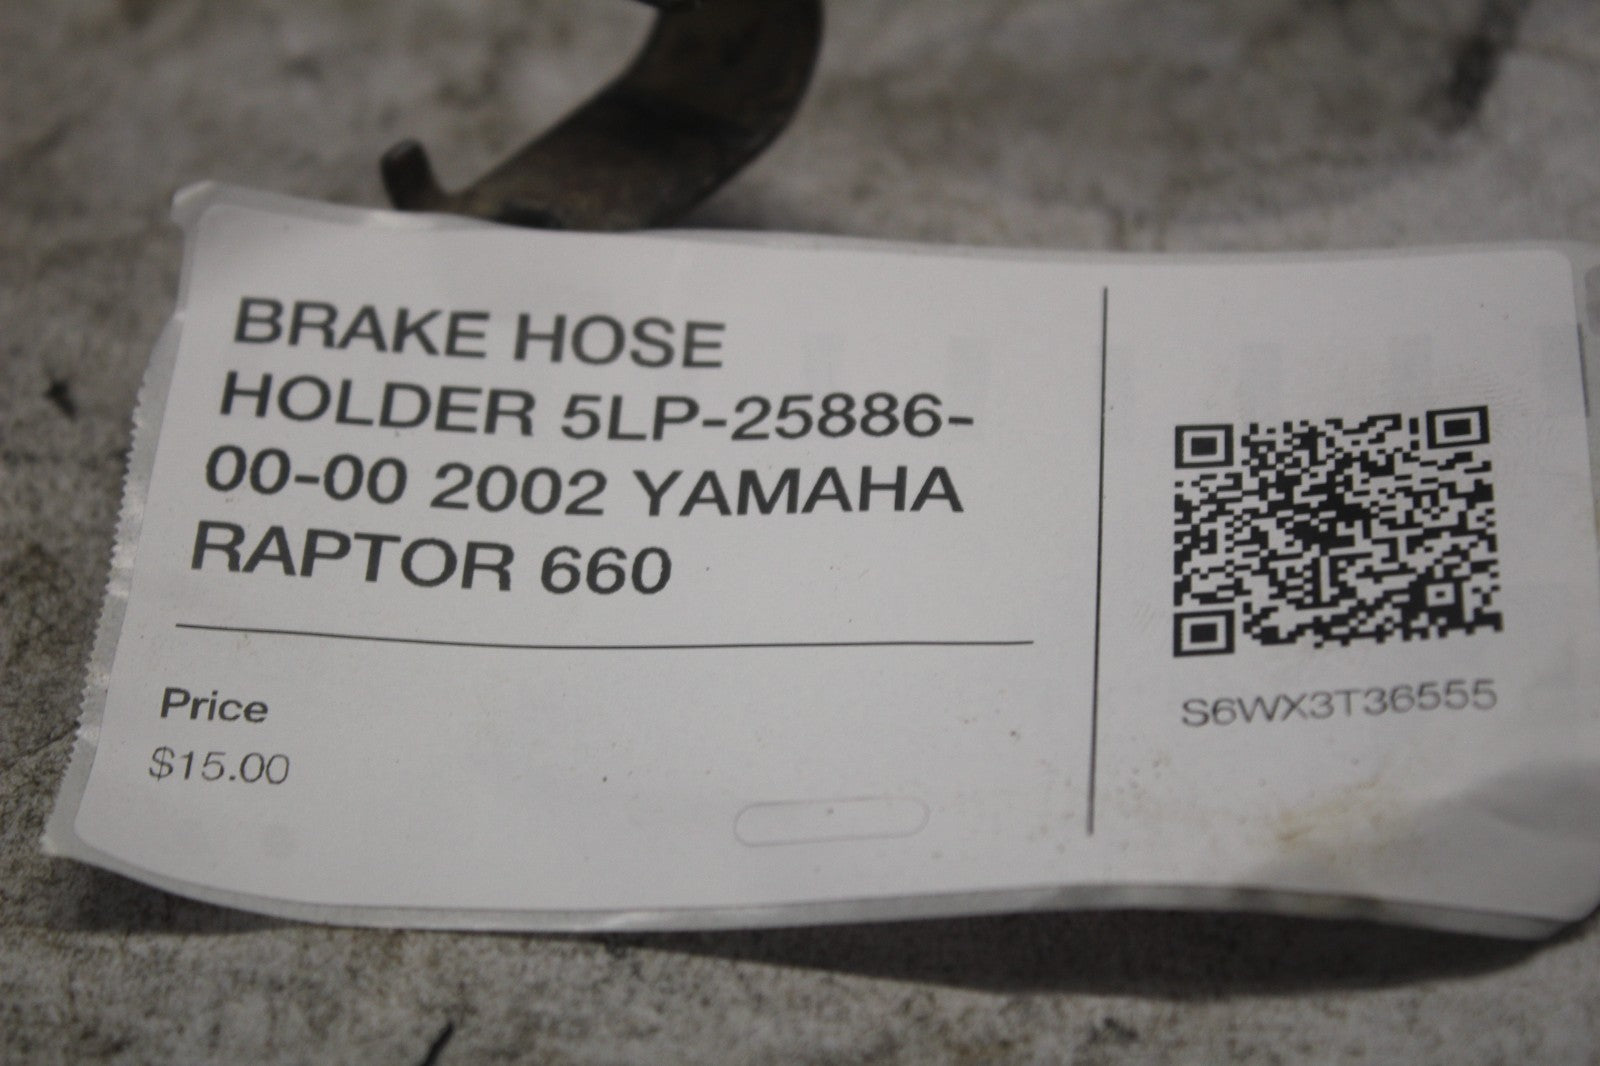 BRAKE HOSE
HOLDER 5LP-25886-
00-00 2002 YAMAHA
RAPTOR 660
Price
$15.00
S6WX3T36555